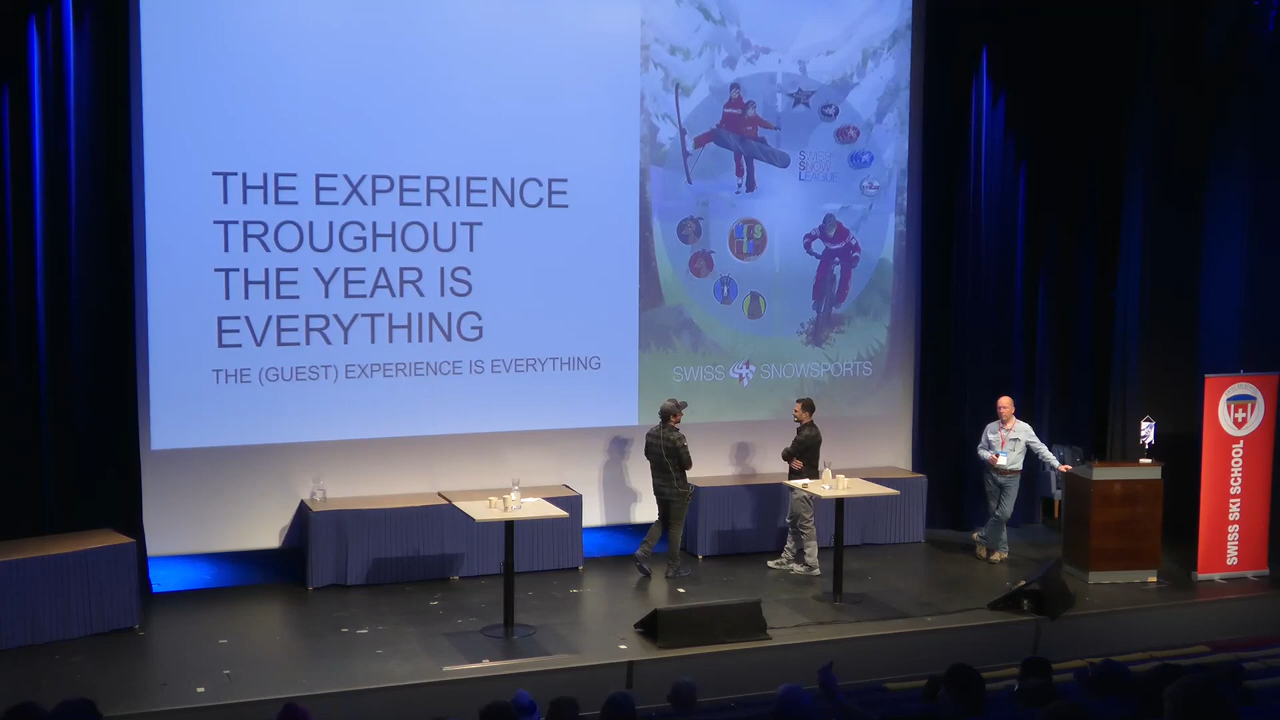 THE EXPERIENCE
TROUGHOUT
THE YEAR IS
EVERYTHING
THE (GUEST) EXPERIENCE IS EVERYTHING
SWISS
SNOW
LEAGUE
SWISS SNOWSPORTS
SWISS SKI SCHOOL